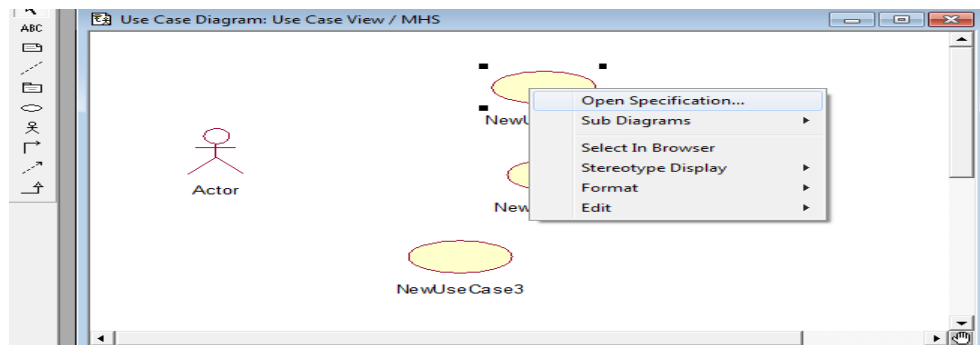 ABC
Use Case Diagram: Use Case View / MHS
Open Specification...
Sub Diagrams
Select In Browser
Stereotype Display
Format
Edit
Actor
NewUseCase3